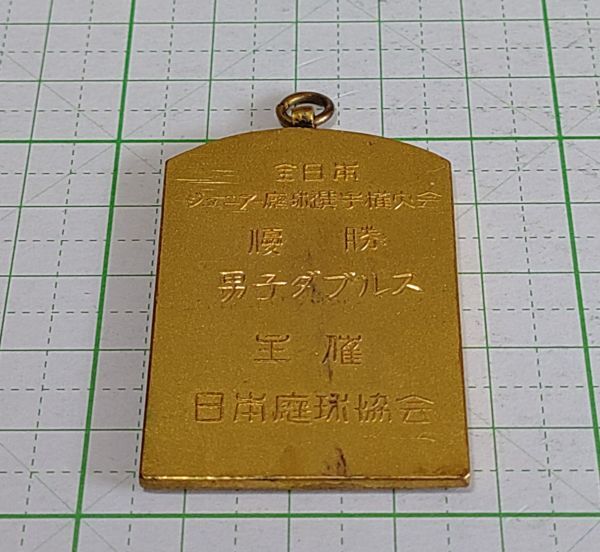 全日本
ジュニア庭球選手権大会
優勝
男子ダブルス
主催
日本庭球協会